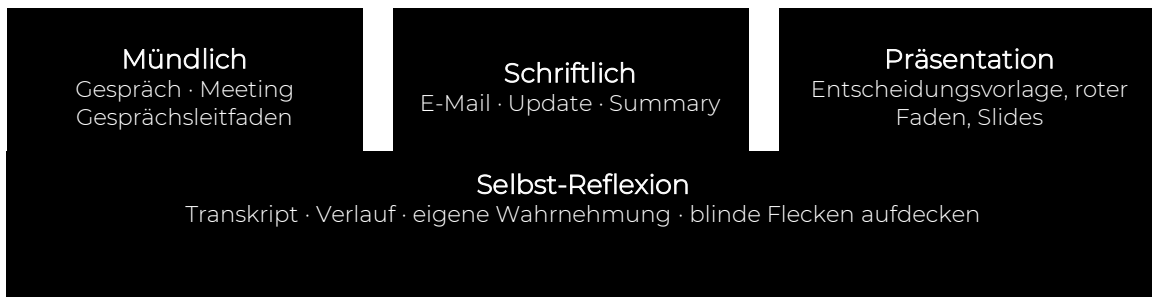 Mündlich
Gespräch · Meeting
Gesprächsleitfaden
Schriftlich
E-Mail · Update · Summary
Präsentation
Entscheidungsvorlage, roter
Faden, Slides
Selbst-Reflexion
Transkript · Verlauf · eigene Wahrnehmung · blinde Flecken aufdecken